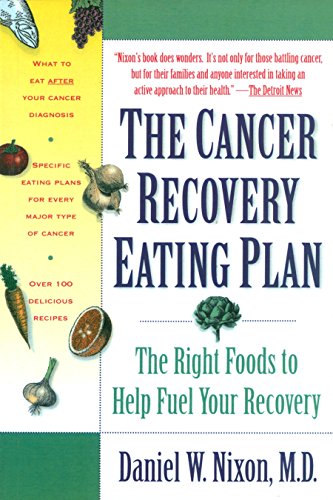 WHAT TO
EAT AFTER
YOUR CANCER
DIAGNOSIS
SPECIFIC
EATING PLANS
FOR EVERY
MAJOR TYPE
OF CANCER
OVER 100
DELICIOUS
RECIPES
"Nixon's book does wonders. It's not only for those battling cancer,
but for their families and anyone interested in taking an
active approach to their health." —The Detroit News
THE CANCER
RECOVERY
EATING PLAN
The Right Foods to
Help Fuel Your Recovery
Daniel W. Nixon, M.D.